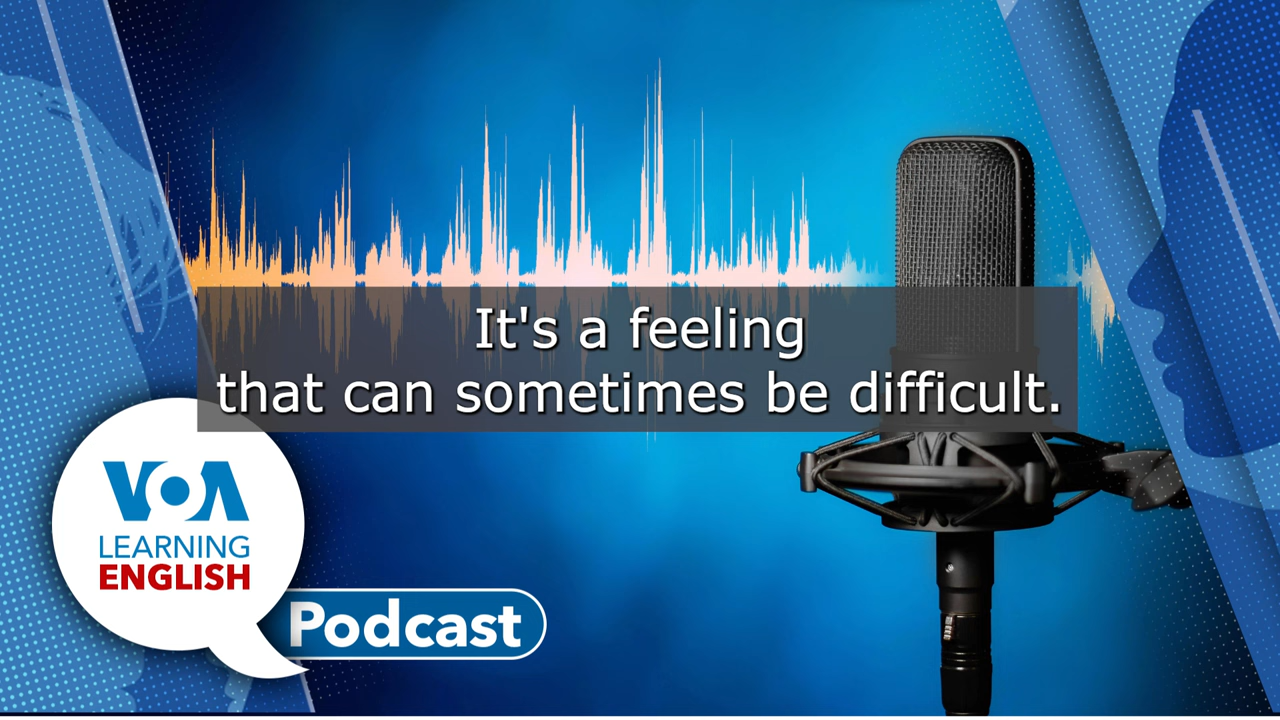 It's a feeling
that can sometimes be difficult.
VOA
LEARNING
ENGLISH
Podcast